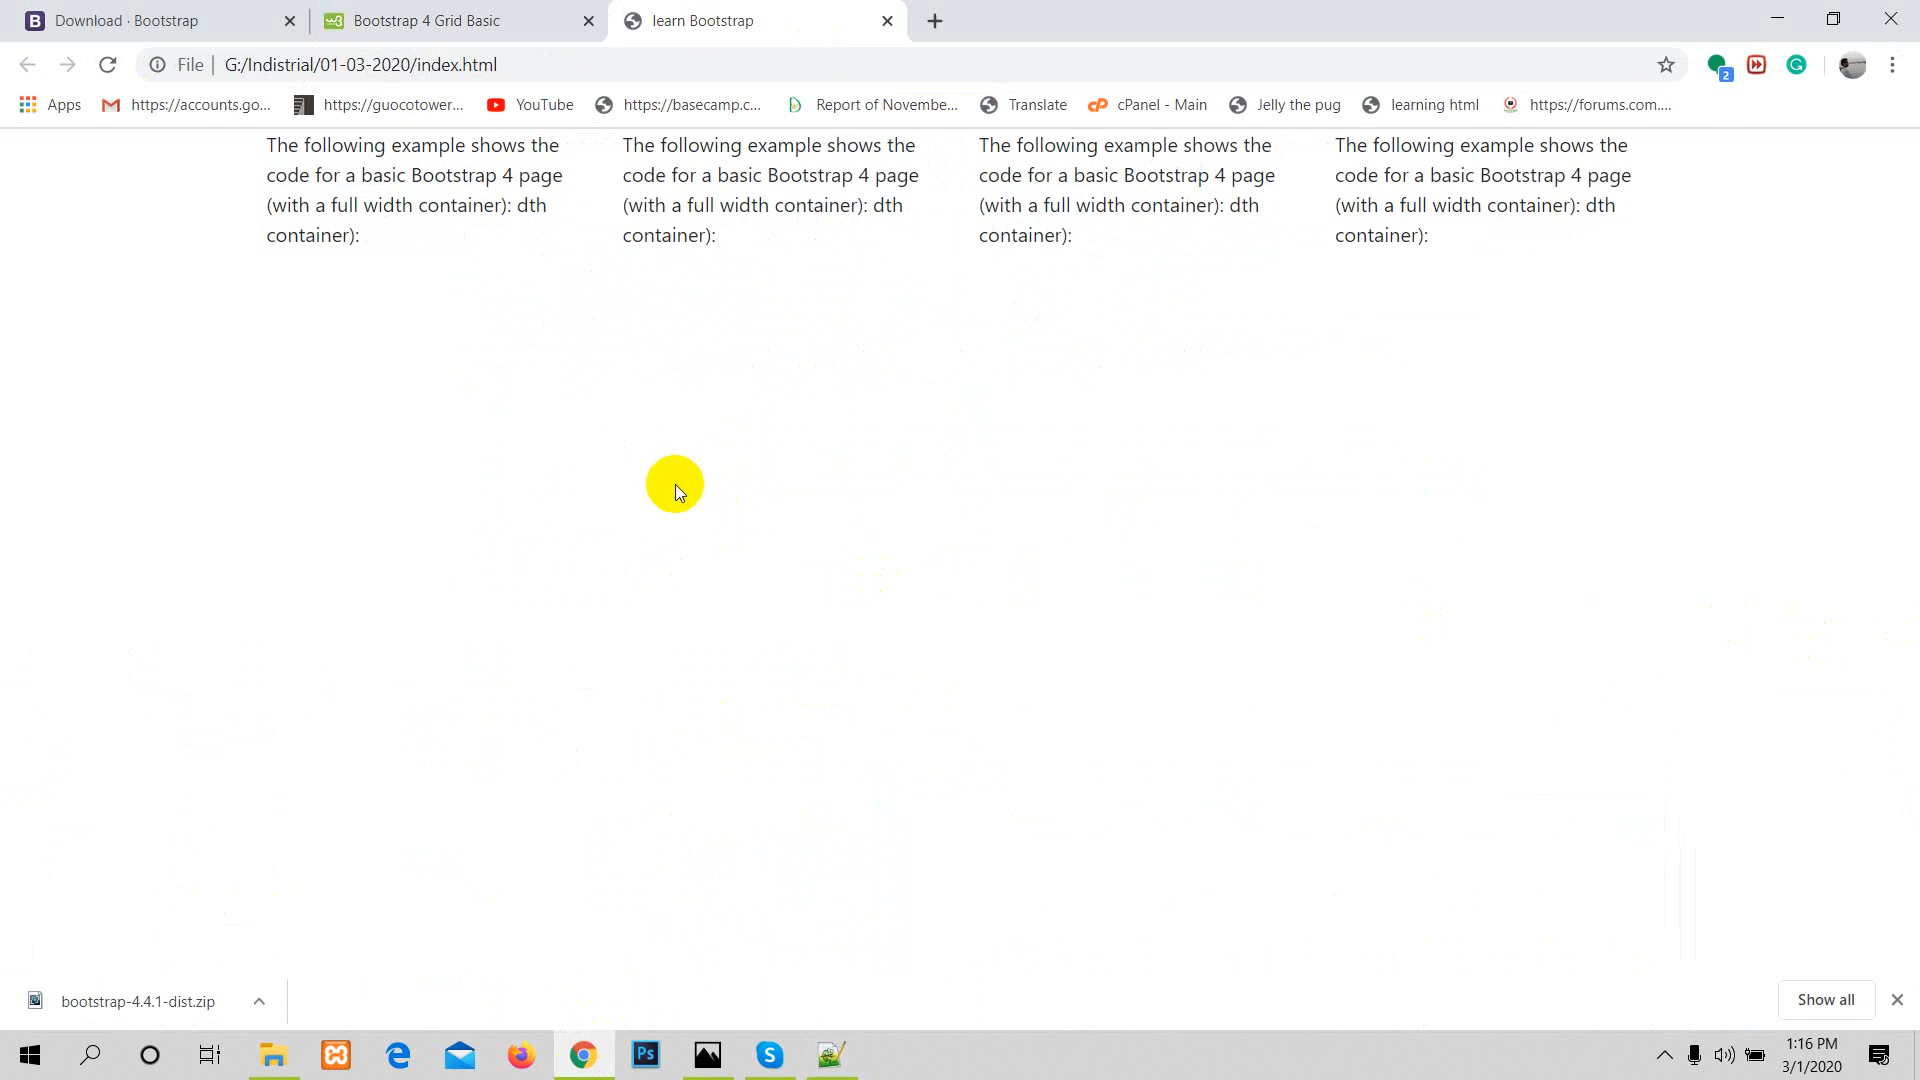 Download · Bootstrap
Bootstrap 4 Grid Basic
learn Bootstrap
File | G:/Indistrial/01-03-2020/index.html
2
Apps
https://accounts.go...
https://guocotower...
YouTube
https://basecamp.c...
Report of Novembe...
Translate
cPanel - Main
Jelly the pug
learning html
https://forums.com....
The following example shows the
code for a basic Bootstrap 4 page
(with a full width container): dth
container):
The following example shows the
code for a basic Bootstrap 4 page
(with a full width container): dth
container):
The following example shows the
code for a basic Bootstrap 4 page
(with a full width container): dth
container):
The following example shows the
code for a basic Bootstrap 4 page
(with a full width container): dth
container):
bootstrap-4.4.1-dist.zip
Show all
Ps
1:16 PM
3/1/2020